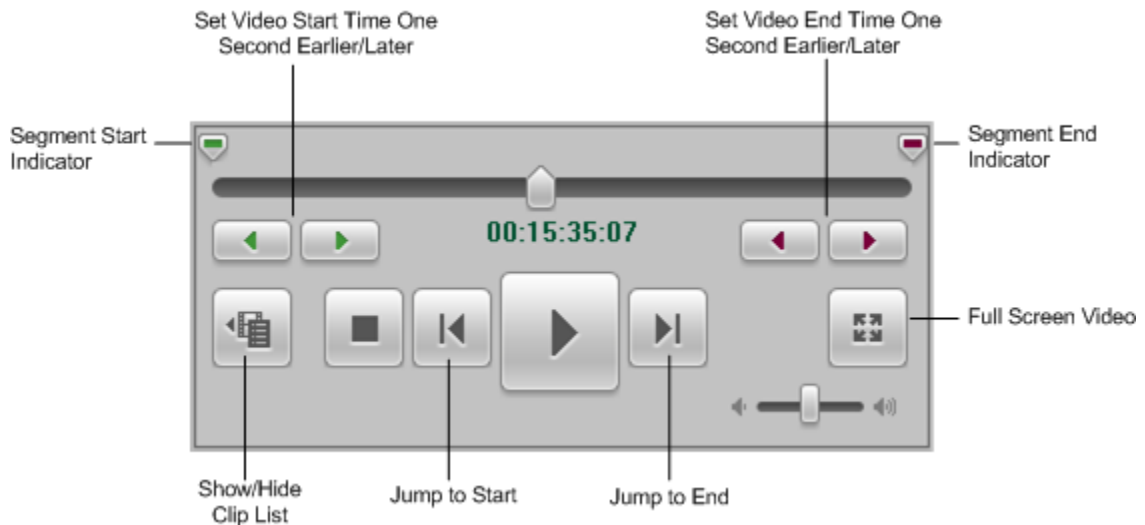 Set Video Start Time One
Second Earlier/Later
Set Video End Time One
Second Earlier/Later
Segment Start
Indicator
Segment End
Indicator
00:15:35:07
Full Screen Video
Show/Hide
Clip List
Jump to Start
Jump to End